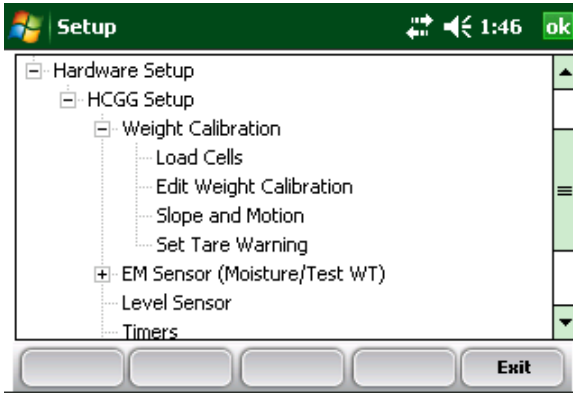 Setup 1:46 ok
Hardware Setup
HCGG Setup
Weight Calibration
Load Cells
Edit Weight Calibration
Slope and Motion
Set Tare Warning
EM Sensor (Moisture/Test WT)
Level Sensor
Timers
Exit